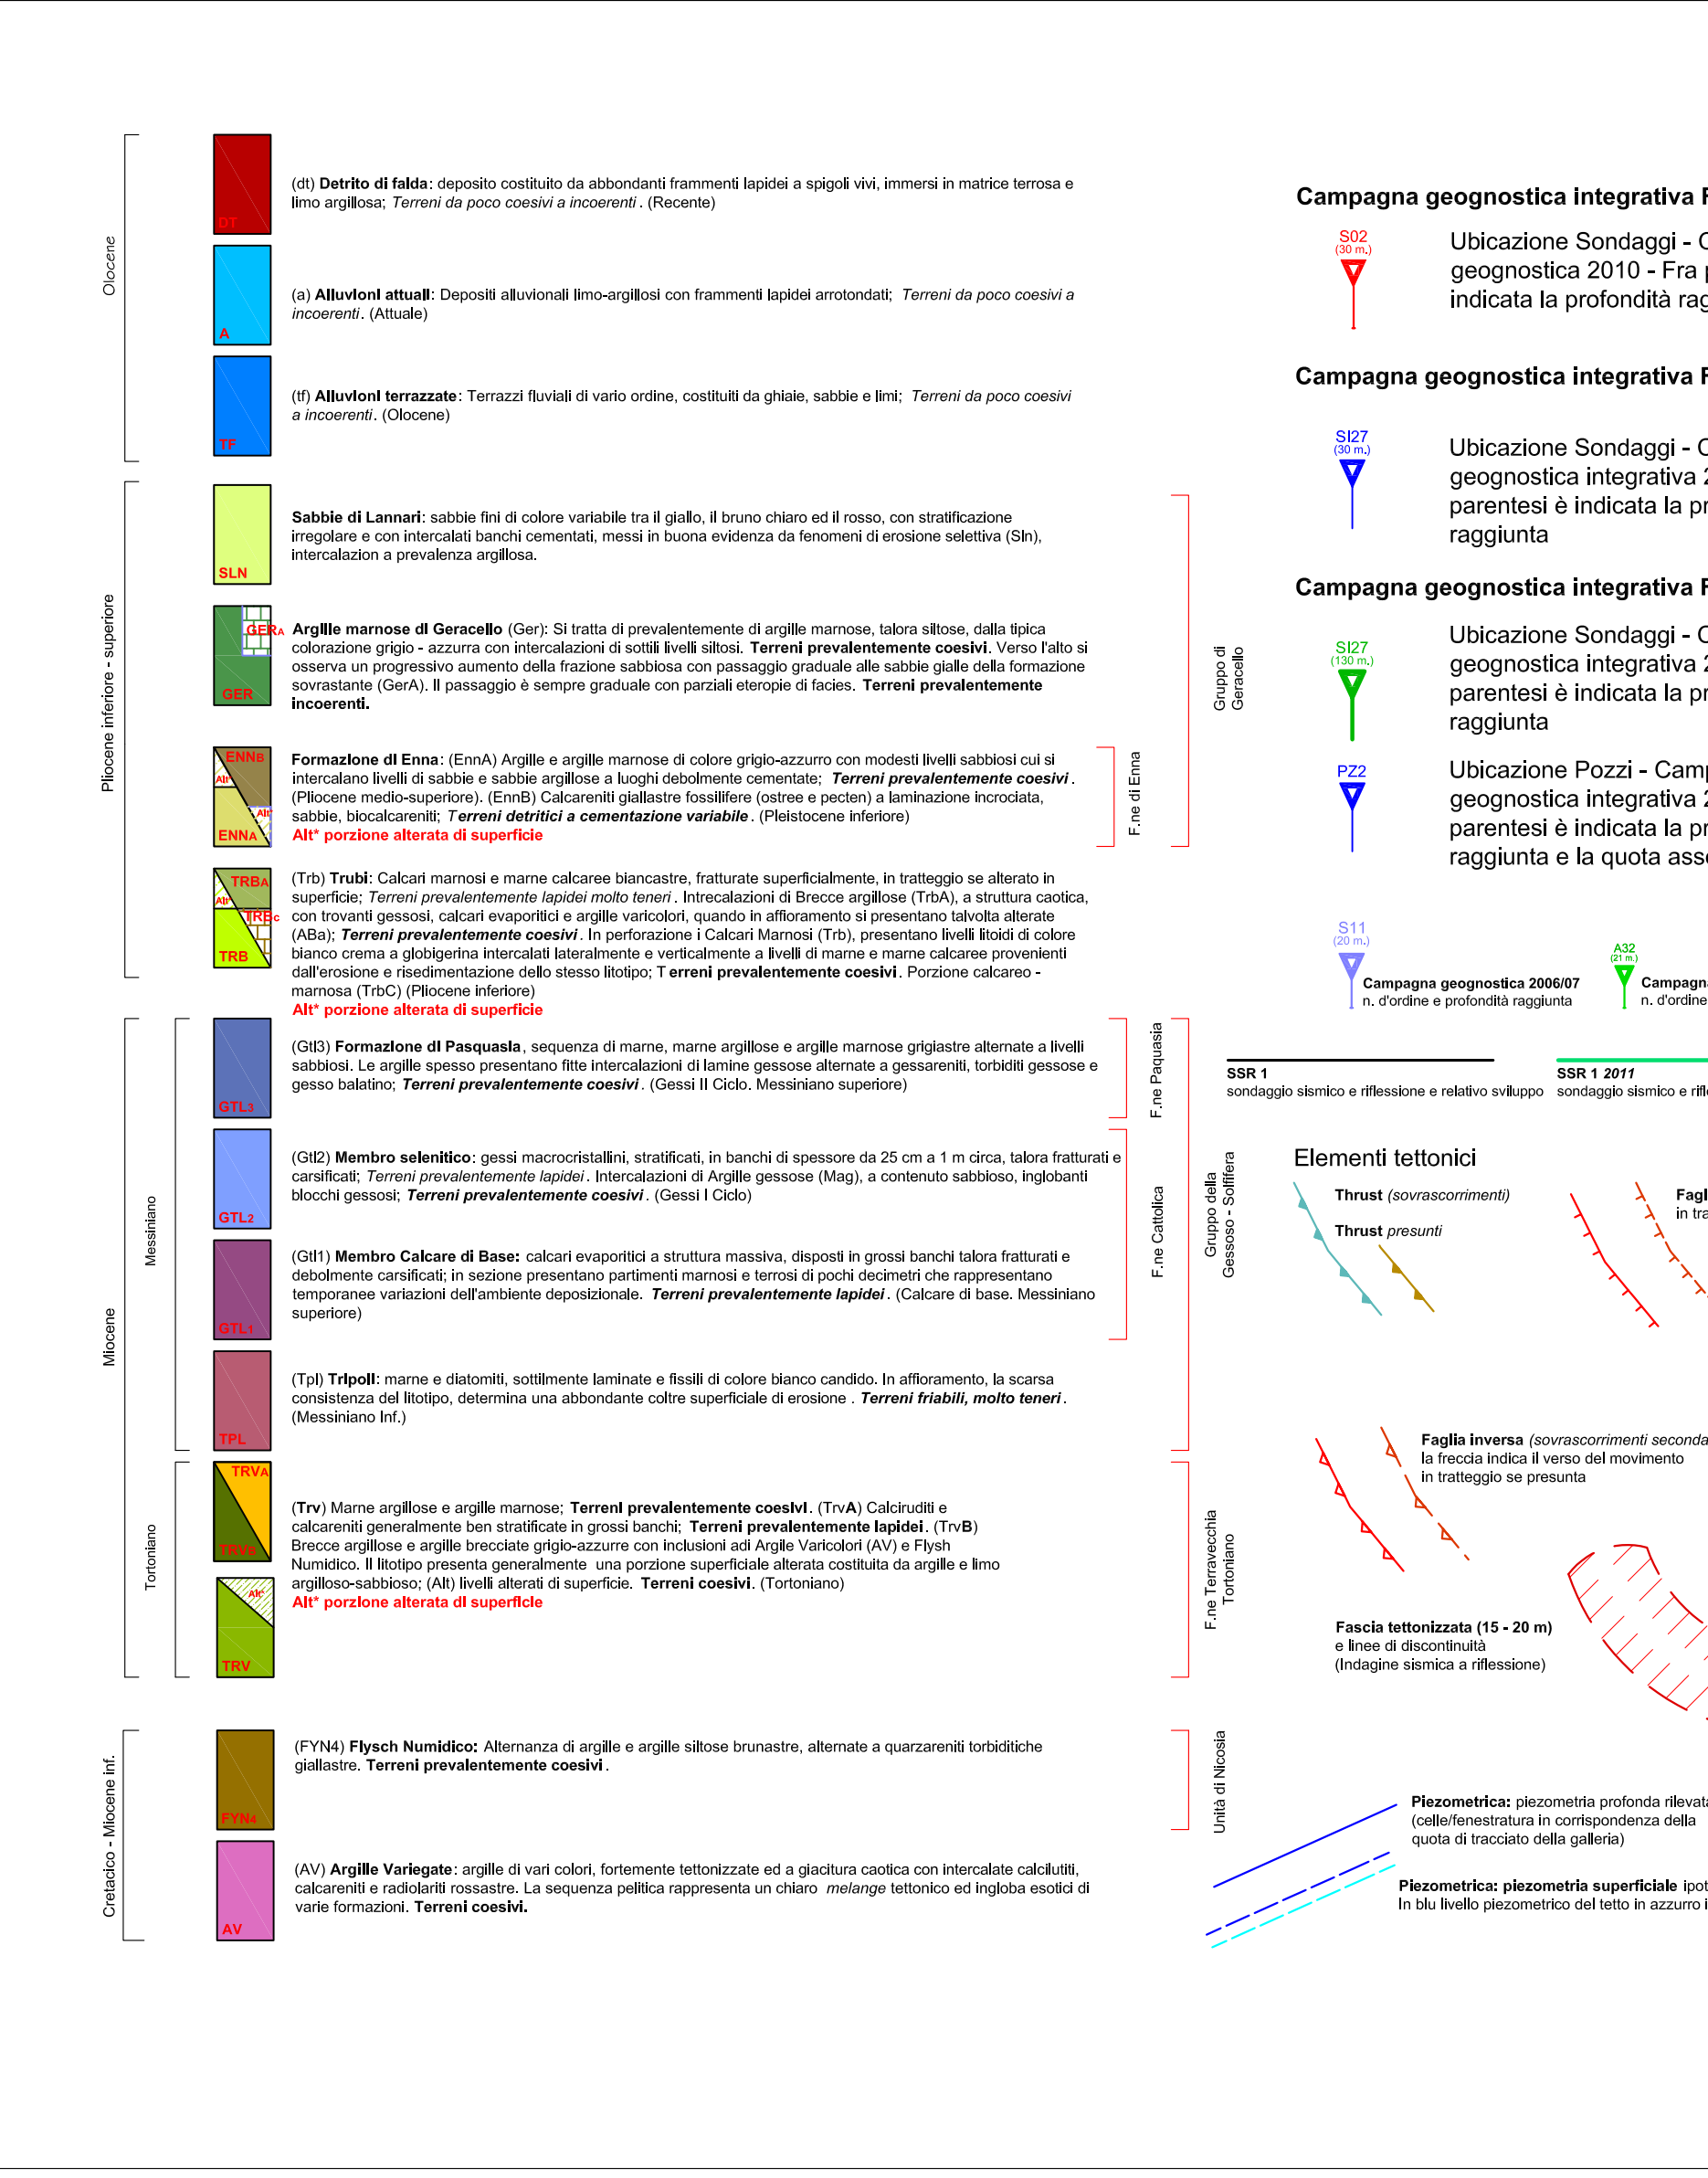 Olocene
DT
(dt) Detrito di falda: deposito costituito da abbondanti frammenti lapidei a spigoli vivi, immersi in matrice terrosa e
limo argillosa; Terreni da poco coesivi a incoerenti. (Recente)
A
(a) Alluvioni attuali: Depositi alluvionali limo-argillosi con frammenti lapidei arrotondati; Terreni da poco coesivi a
incoerenti. (Attuale)
TF
(tf) Alluvioni terrazzate: Terrazzi fluviali di vario ordine, costituiti da ghiaie, sabbie e limi; Terreni da poco coesivi
a incoerenti. (Olocene)
Pliocene inferiore - superiore
SLN
Sabbie di Lannari: sabbie fini di colore variabile tra il giallo, il bruno chiaro ed il rosso, con stratificazione
irregolare e con intercalati banchi cementati, messi in buona evidenza da fenomeni di erosione selettiva (Sln),
intercalazion a prevalenza argillosa.
GERA
GER
Argille marnose di Geracello (Ger): Si tratta di prevalentemente di argille marnose, talora siltose, dalla tipica
colorazione grigio - azzurra con intercalazioni di sottili livelli siltosi. Terreni prevalentemente coesivi. Verso l'alto si
osserva un progressivo aumento della frazione sabbiosa con passaggio graduale alle sabbie gialle della formazione
sovrastante (GerA). Il passaggio è sempre graduale con parziali eteropie di facies. Terreni prevalentemente
incoerenti.
Gruppo di
Geracello
ENNB
Alt*
Alt*
ENNA
Formazione di Enna: (EnnA) Argille e argille marnose di colore grigio-azzurro con modesti livelli sabbiosi cui si
intercalano livelli di sabbie e sabbie argillose a luoghi debolmente cementate; Terreni prevalentemente coesivi.
(Pliocene medio-superiore). (EnnB) Calcareniti giallastre fossilifere (ostree e pecten) a laminazione incrociata,
sabbie, biocalcareniti; Terreni detritici a cementazione variabile. (Pleistocene inferiore)
Alt* porzione alterata di superficie
F.ne di Enna
TRBA
Alt*
TRBC
TRB
(Trb) Trubi: Calcari marnosi e marne calcaree biancastre, fratturate superficialmente, in tratteggio se alterato in
superficie; Terreni prevalentemente lapidei molto teneri. Intrecalazioni di Brecce argillose (TrbA), a struttura caotica,
con trovanti gessosi, calcari evaporitici e argille varicolori, quando in affioramento si presentano talvolta alterate
(ABa); Terreni prevalentemente coesivi. In perforazione i Calcari Marnosi (Trb), presentano livelli litoidi di colore
bianco crema a globigerina intercalati lateralmente e verticalmente a livelli di marne e marne calcaree provenienti
dall'erosione e risedimentazione dello stesso litotipo; T erreni prevalentemente coesivi. Porzione calcareo -
marnosa (TrbC) (Pliocene inferiore)
Alt* porzione alterata di superficie
Miocene
Messiniano
GTL3
(Gtl3) Formazione di Pasquasia, sequenza di marne, marne argillose e argille marnose grigiastre alternate a livelli
sabbiosi. Le argille spesso presentano fitte intercalazioni di lamine gessose alternate a gessareniti, torbiditi gessose e
gesso balatino; Terreni prevalentemente coesivi. (Gessi II Ciclo. Messiniano superiore)
F.ne Paquasia
GTL2
(Gtl2) Membro selenitico: gessi macrocristallini, stratificati, in banchi di spessore da 25 cm a 1 m circa, talora fratturati e
carsificati; Terreni prevalentemente lapidei. Intercalazioni di Argille gessose (Mag), a contenuto sabbioso, inglobanti
blocchi gessosi; Terreni prevalentemente coesivi. (Gessi I Ciclo)
F.ne Cattolica
Gruppo della
Gessoso - Solfifera
GTL1
(Gtl1) Membro Calcare di Base: calcari evaporitici a struttura massiva, disposti in grossi banchi talora fratturati e
debolmente carsificati; in sezione presentano partimenti marnosi e terrosi di pochi decimetri che rappresentano
temporanee variazioni dell'ambiente deposizionale. Terreni prevalentemente lapidei. (Calcare di base. Messiniano
superiore)
TPL
(Tpl) Tripoli: marne e diatomiti, sottilmente laminate e fissili di colore bianco candido. In affioramento, la scarsa
consistenza del litotipo, determina una abbondante coltre superficiale di erosione . Terreni friabili, molto teneri.
(Messiniano Inf.)
Tortoniano
TRVA
TRVB
(Trv) Marne argillose e argille marnose; Terreni prevalentemente coesivi. (TrvA) Calciruditi e
calcareniti generalmente ben stratificate in grossi banchi; Terreni prevalentemente lapidei. (TrvB)
Brecce argillose e argille brecciate grigio-azzurre con inclusioni adi Argile Varicolori (AV) e Flysh
Numidico. Il litotipo presenta generalmente una porzione superficiale alterata costituita da argille e limo
argilloso-sabbioso; (Alt) livelli alterati di superficie. Terreni coesivi. (Tortoniano)
Alt* porzione alterata di superficie
Alt*
TRV
F.ne Terravecchia
Tortoniano
Cretacico - Miocene inf.
FYN4
(FYN4) Flysch Numidico: Alternanza di argille e argille siltose brunastre, alternate a quarzareniti torbiditiche
giallastre. Terreni prevalentemente coesivi.
Unità di Nicosia
AV
(AV) Argille Variegate: argille di vari colori, fortemente tettonizzate ed a giacitura caotica con intercalate calcilutiti,
calcareniti e radiolariti rossastre. La sequenza pelitica rappresenta un chiaro melange tettonico ed ingloba esotici di
varie formazioni. Terreni coesivi.
Campagna geognostica integrativa
S02
(30 m.)
Ubicazione Sondaggi -
geognostica 2010 - Fra
indicata la profondità
Campagna geognostica integrativa
SI27
(30 m.)
Ubicazione Sondaggi -
geognostica integrativa
parentesi è indicata la
raggiunta
Campagna geognostica integrativa
SI27
(130 m.)
Ubicazione Sondaggi -
geognostica integrativa
parentesi è indicata la
raggiunta
PZ2
Ubicazione Pozzi -
geognostica integrativa
parentesi è indicata la
raggiunta e la quota
S11
(20 m.)
Campagna geognostica 2006/07
n. d'ordine e profondità raggiunta
A32
(21 m.)
Campagna
n. d'ordine
SSR 1
sondaggio sismico e riflessione e relativo sviluppo
SSR 1 2011
sondaggio sismico e
Elementi tettonici
Thrust (sovrascorrimenti)
Thrust presunti
in
Faglia inversa (sovrascorrimenti
la freccia indica il verso del movimento
in tratteggio se presunta
Fascia tettonizzata (15 - 20 m)
e linee di discontinuità
(Indagine sismica a riflessione)
Piezometrica: piezometria profonda
(celle/fenestratura in corrispondenza della
quota di tracciato della galleria)
Piezometrica: piezometria superficiale
In blu livello piezometrico del tetto in azzurro